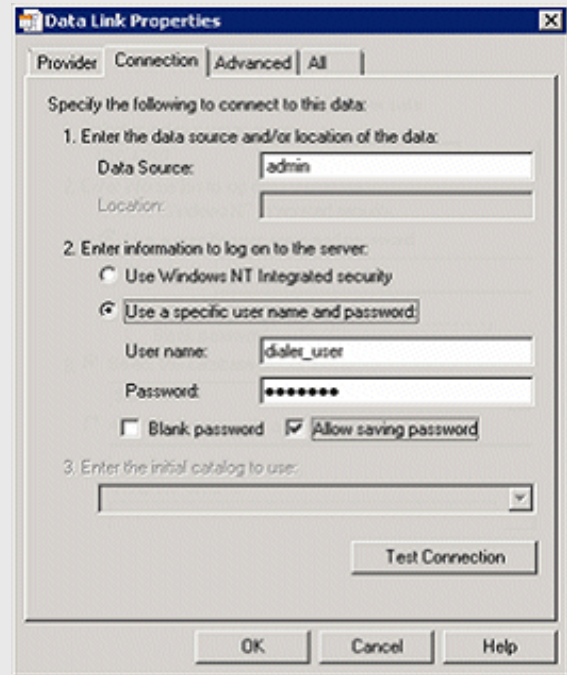 Data Link Properties
Provider Connection Advanced All
Specify the following to connect to this data:
1. Enter the data source and/or location of the data:
Data Source: admin
Location:
2. Enter information to log on to the server:
Use Windows NT Integrated security
Use a specific user name and password:
User name: dialer_user
Password: ●●●●●●●
Blank password Allow saving password
3. Enter the initial catalog to use:
Test Connection
OK Cancel Help